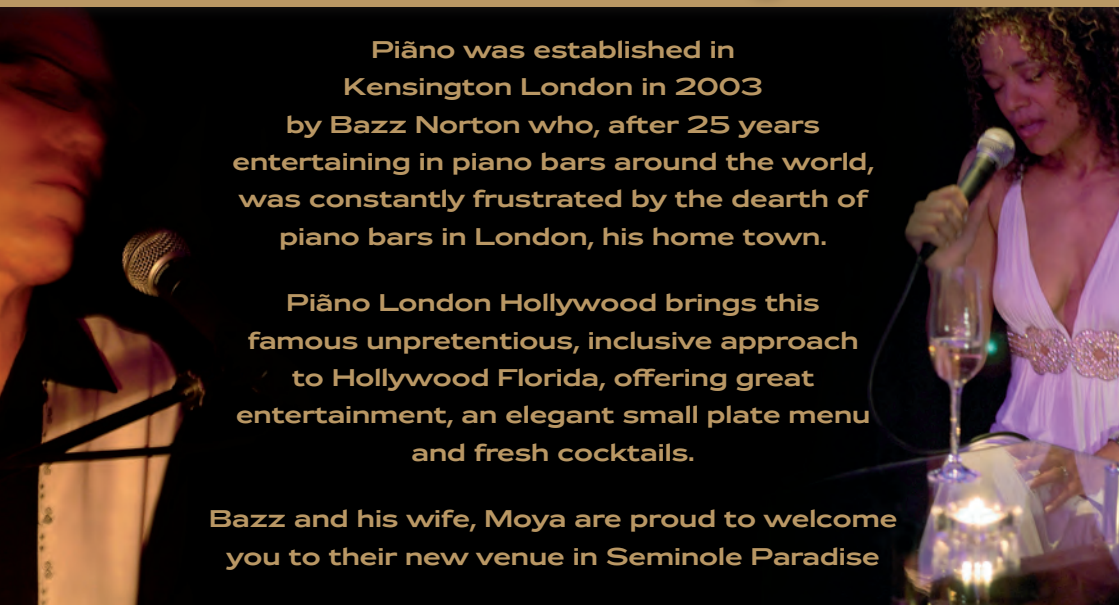 Piãno was established in
Kensington London in 2003
by Bazz Norton who, after 25 years
entertaining in piano bars around the world,
was constantly frustrated by the dearth of
piano bars in London, his home town.
Piãno London Hollywood brings this
famous unpretentious, inclusive approach
to Hollywood Florida, offering great
entertainment, an elegant small plate menu
and fresh cocktails.
Bazz and his wife, Moya are proud to welcome
you to their new venue in Seminole Paradise